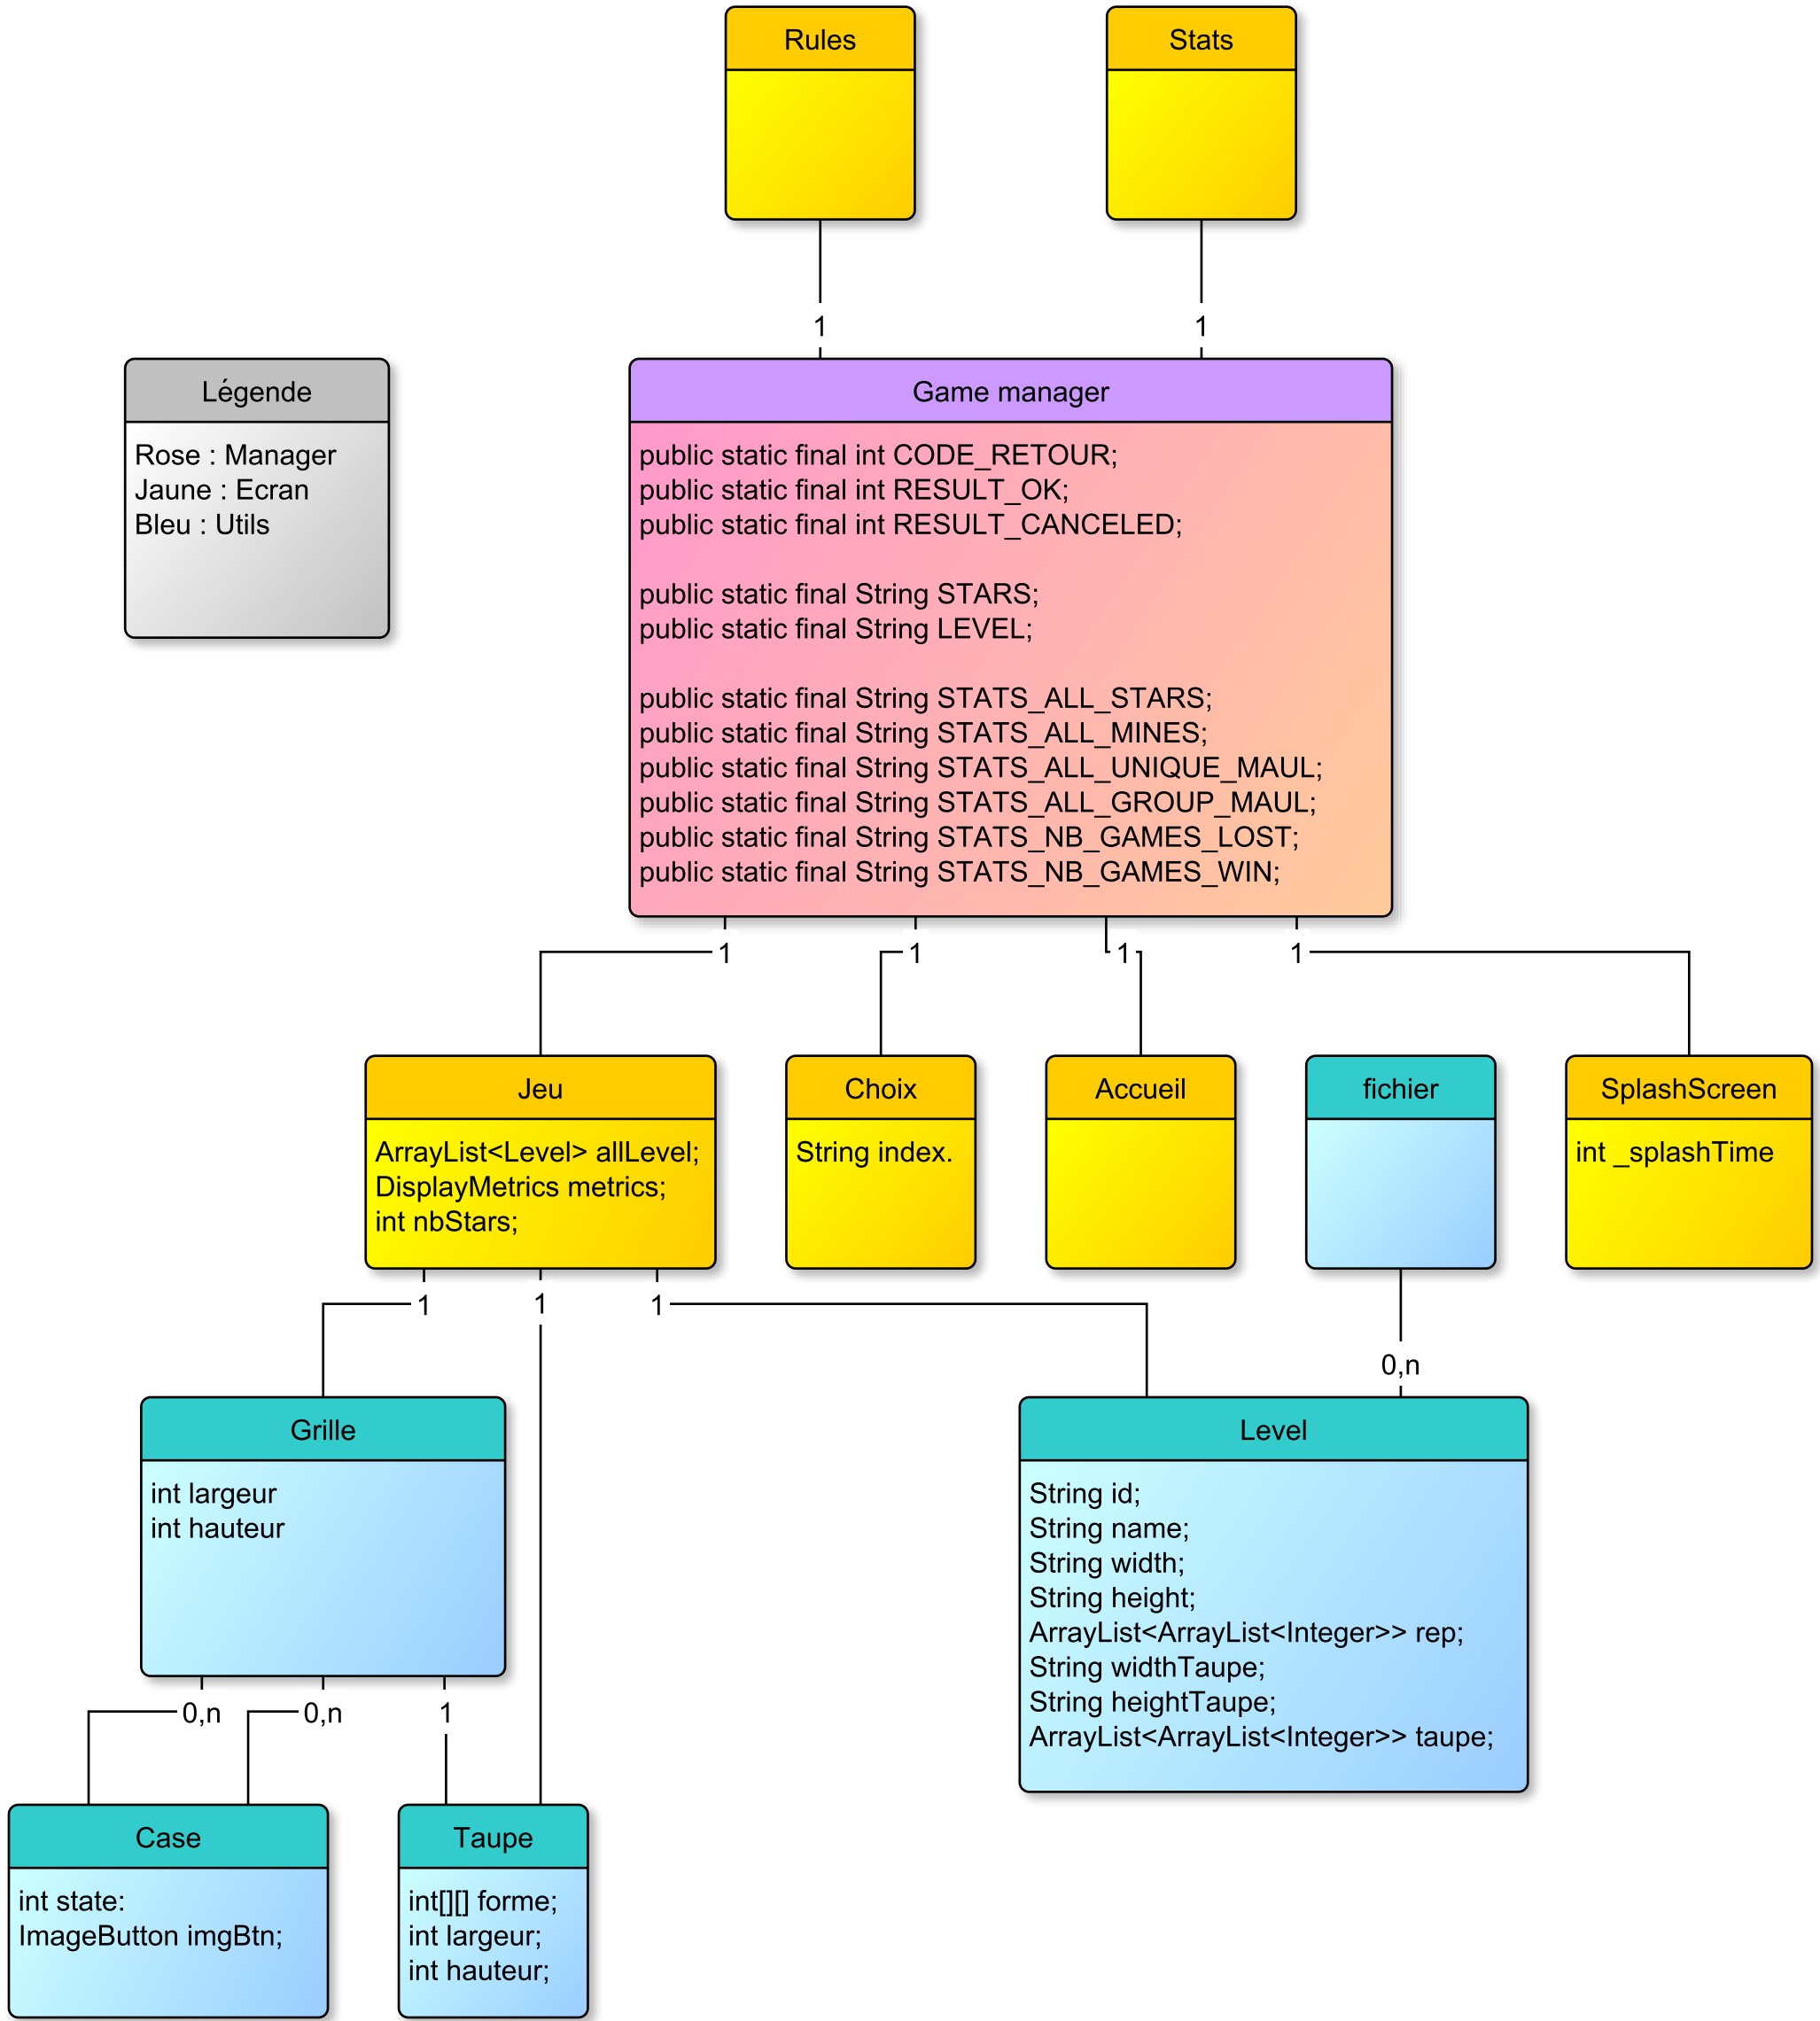 Rules
Stats
1
1
Légende
Rose : Manager
Jaune : Ecran
Bleu : Utils
Game manager
public static final int CODE_RETOUR;
public static final int RESULT_OK;
public static final int RESULT_CANCELED;
public static final String STARS;
public static final String LEVEL;
public static final String STATS_ALL_STARS;
public static final String STATS_ALL_MINES;
public static final String STATS_ALL_UNIQUE_MAUL;
public static final String STATS_ALL_GROUP_MAUL;
public static final String STATS_NB_GAMES_LOST;
public static final String STATS_NB_GAMES_WIN;
1
1
1
1
Jeu
ArrayList<Level> allLevel;
DisplayMetrics metrics;
int nbStars;
Choix
String index.
Accueil
fichier
SplashScreen
int _splashTime
1
1
1
0,n
Grille
int largeur
int hauteur
Level
String id;
String name;
String width;
String height;
ArrayList<ArrayList<Integer>> rep;
String widthTaupe;
String heightTaupe;
ArrayList<ArrayList<Integer>> taupe;
0,n
0,n
1
Case
int state:
ImageButton imgBtn;
Taupe
int[][] forme;
int largeur;
int hauteur;